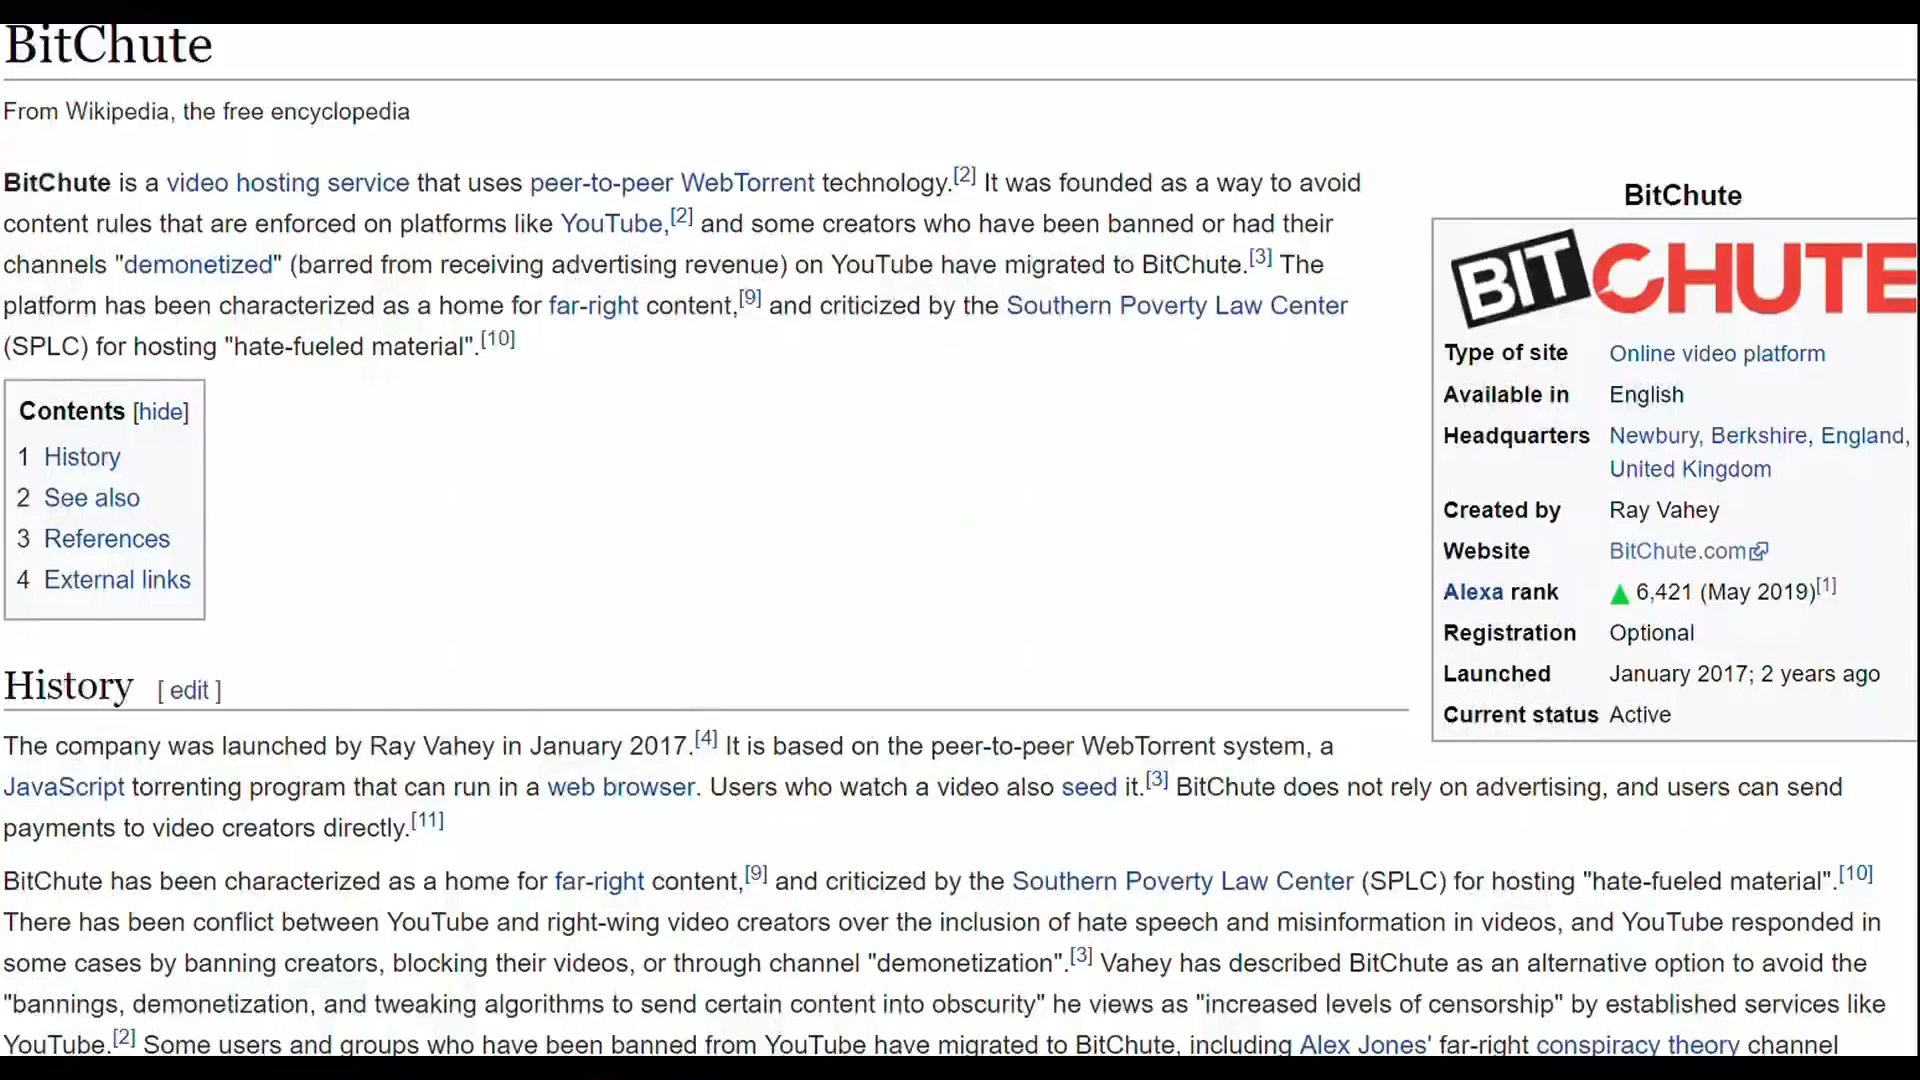 BitChute
From Wikipedia, the free encyclopedia
BitChute is a video hosting service that uses peer-to-peer WebTorrent technology.[2] It was founded as a way to avoid
content rules that are enforced on platforms like YouTube,[2] and some creators who have been banned or had their
channels "demonetized" (barred from receiving advertising revenue) on YouTube have migrated to BitChute.[3] The
platform has been characterized as a home for far-right content,[9] and criticized by the Southern Poverty Law Center
(SPLC) for hosting "hate-fueled material".[10]
Contents [hide]
1 History
2 See also
3 References
4 External links
BitChute
BITCHUTE
Type of site Online video platform
Available in English
Headquarters Newbury, Berkshire, England,
United Kingdom
Created by Ray Vahey
Website BitChute.com
Alexa rank ▲ 6,421 (May 2019)[1]
Registration Optional
Launched January 2017; 2 years ago
Current status Active
History [ edit ]
The company was launched by Ray Vahey in January 2017.[4] It is based on the peer-to-peer WebTorrent system, a
JavaScript torrenting program that can run in a web browser. Users who watch a video also seed it.[3] BitChute does not rely on advertising, and users can send
payments to video creators directly.[11]
BitChute has been characterized as a home for far-right content,[9] and criticized by the Southern Poverty Law Center (SPLC) for hosting "hate-fueled material".[10]
There has been conflict between YouTube and right-wing video creators over the inclusion of hate speech and misinformation in videos, and YouTube responded in
some cases by banning creators, blocking their videos, or through channel "demonetization".[3] Vahey has described BitChute as an alternative option to avoid the
"bannings, demonetization, and tweaking algorithms to send certain content into obscurity" he views as "increased levels of censorship" by established services like
YouTube.[2] Some users and groups who have been banned from YouTube have migrated to BitChute, including Alex Jones' far-right conspiracy theory channel